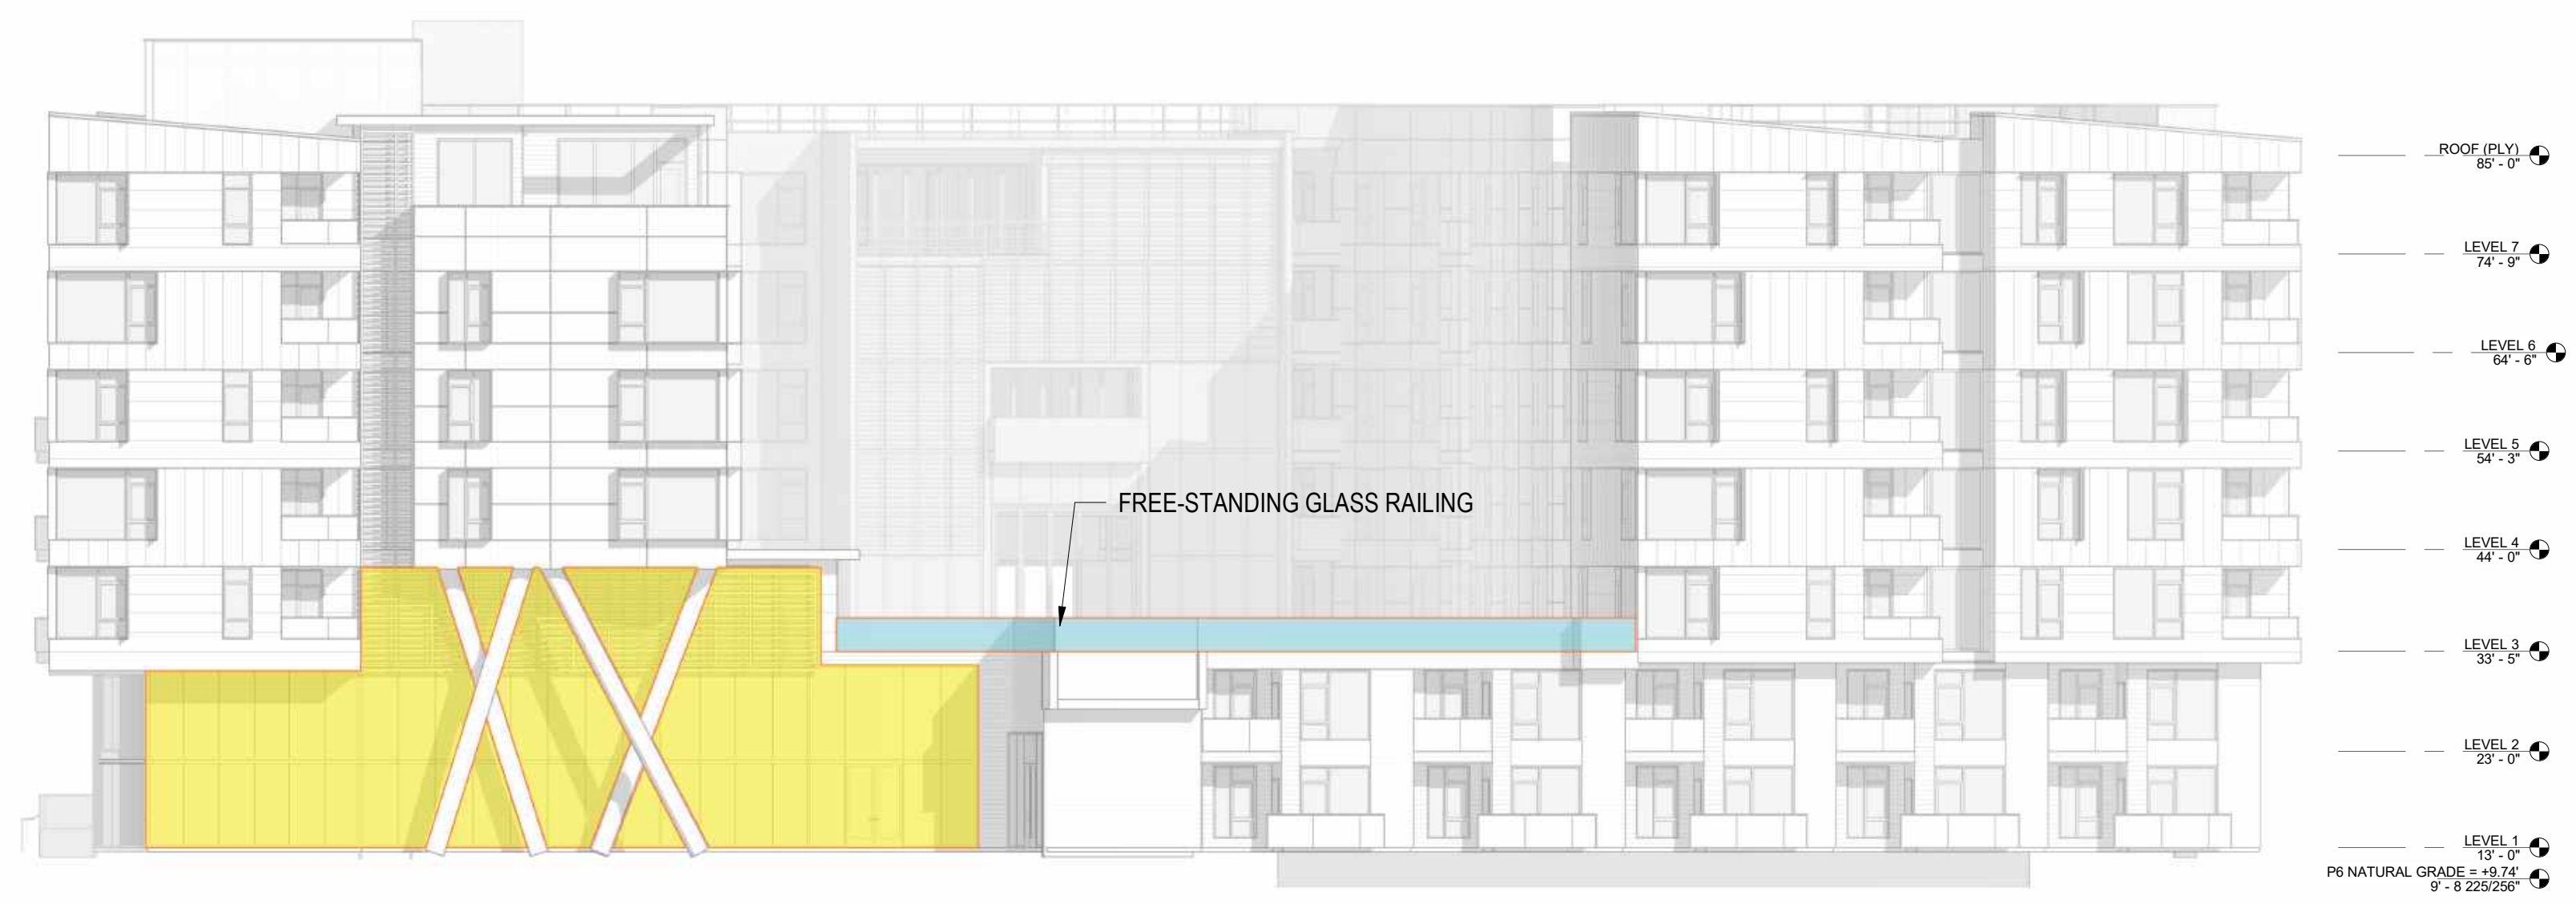 ROOF (PLY)
85' - 0"
LEVEL 7
74' - 9"
LEVEL 6
64' - 6"
LEVEL 5
54' - 3"
FREE-STANDING GLASS RAILING
LEVEL 4
44' - 0"
LEVEL 3
33' - 5"
LEVEL 2
23' - 0"
LEVEL 1
13' - 0"
P6 NATURAL GRADE = +9.74'
9' - 8 225/256"